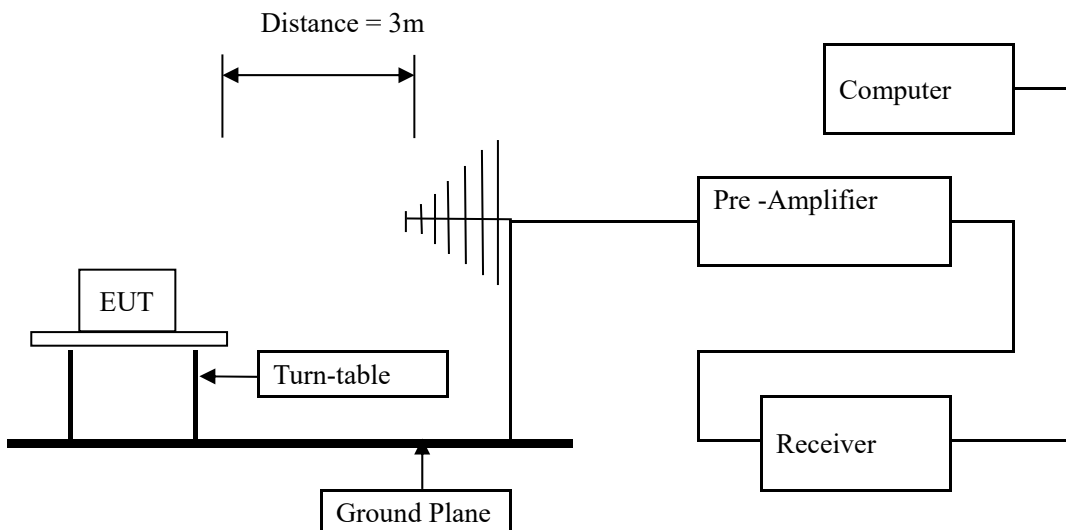 Distance = 3m
Computer
Pre -Amplifier
EUT
Turn-table
Receiver
Ground Plane